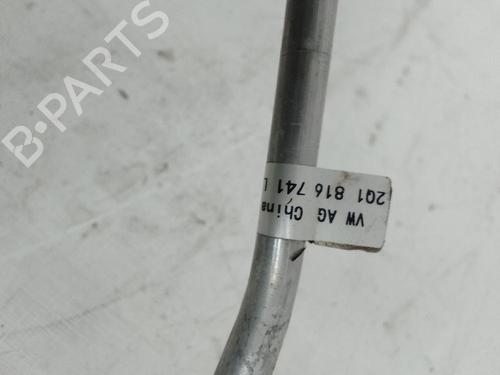 B-PARTS
VW AG China
2Q1 816 741 L